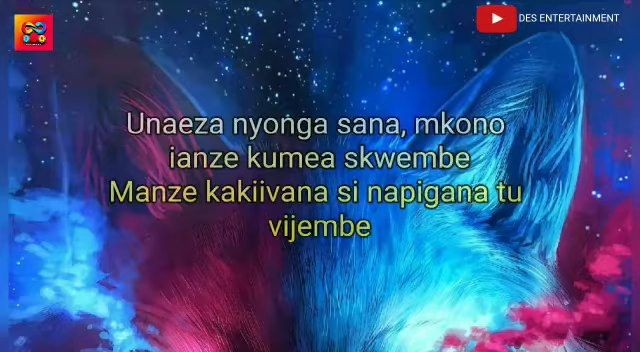 DES ENTERTAINMENT
Unaeza nyonga sana, mkono
ianze kumea skwembe
Manze kakiivana si napigana tu
vijembe